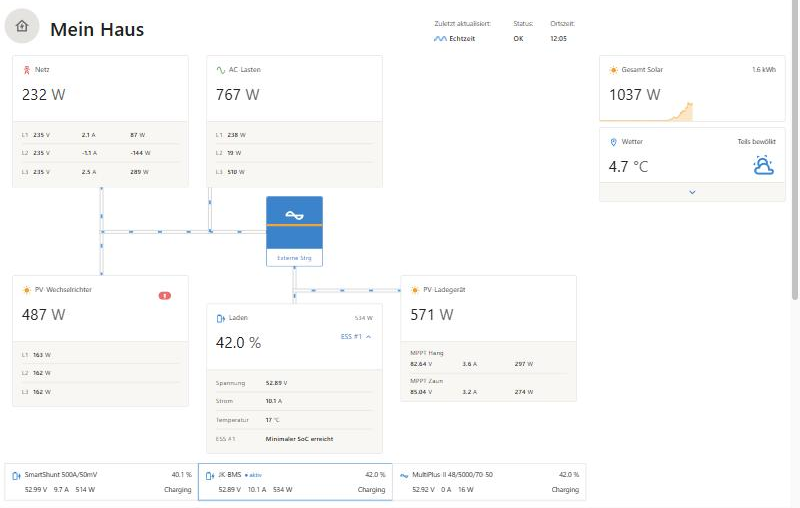 Mein Haus
Zuletzt aktualisiert: Status: Ortszeit:
Echtzeit OK 12:05
Netz
232 W
L1 235 V 2.1 A 87 W
L2 235 V -1.1 A -144 W
L3 235 V 2.5 A 289 W
AC-Lasten
767 W
L1 238 W
L2 19 W
L3 510 W
Gesamt Solar 1.6 kWh
1037 W
Wetter Teils bewölkt
4.7 °C
Externe Strg
PV-Wechselrichter
487 W
L1 163 W
L2 162 W
L3 162 W
Laden 534 W
42.0 % ESS #1
Spannung 52.89 V
Strom 10.1 A
Temperatur 17 °C
ESS #1 Minimaler SoC erreicht
PV-Ladegerät
571 W
MPPT Hang
82.64 V 3.6 A 297 W
MPPT Zaun
85.04 V 3.2 A 274 W
SmartShunt 500A/50mV 40.1 %
52.99 V 9.7 A 514 W Charging
JK-BMS • aktiv 42.0 %
52.89 V 10.1 A 534 W Charging
MultiPlus-II 48/5000/70-50 42.0 %
52.92 V 0 A 16 W Charging